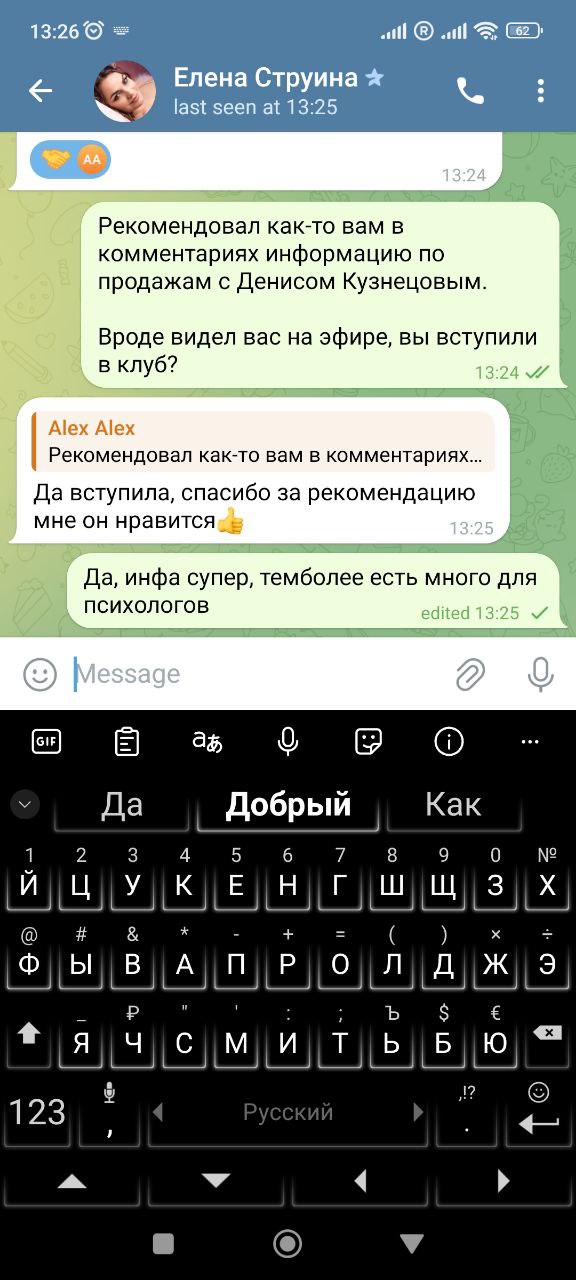 13:26
R
62
Елена Струина
last seen at 13:25
АА
13:24
Рекомендовал как-то вам в
комментариях информацию по
продажам с Денисом Кузнецовым.
Вроде видел вас на эфире, вы вступили
в клуб?
13:24
Alex Alex
Рекомендовал как-то вам в комментариях...
Да вступила, спасибо за рекомендацию
мне он нравится👍
13:25
Да, инфа супер, темболее есть много для
психологов
edited 13:25
Message
GIF
aあ
Да Добрый Как
1 2 3 4 5 6 7 8 9 0 №
Й Ц У К Е Н Г Ш Щ З Х
@ # & * - + = ( ) × ÷
Ф Ы В А П Р О Л Д Ж Э
_ ₽ " ' : ; Ъ $ €
Я Ч С М И Т Ь Б Ю
,!?
123 , Русский .